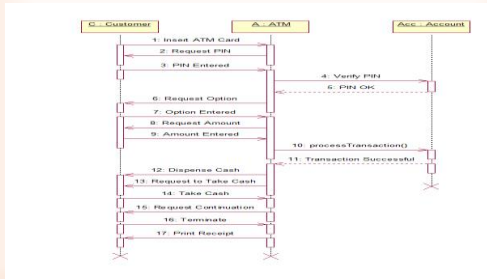 C : Customer
A : ATM
Acc : Account
1: Insert ATM Card
2: Request PIN
3: PIN Entered
4: Verify PIN
5: PIN OK
6: Request Option
7: Option Entered
8: Request Amount
9: Amount Entered
10: processTransaction()
11: Transaction Successful
12: Dispense Cash
13: Request to Take Cash
14: Take Cash
15: Request Continuation
16: Terminate
17: Print Receipt